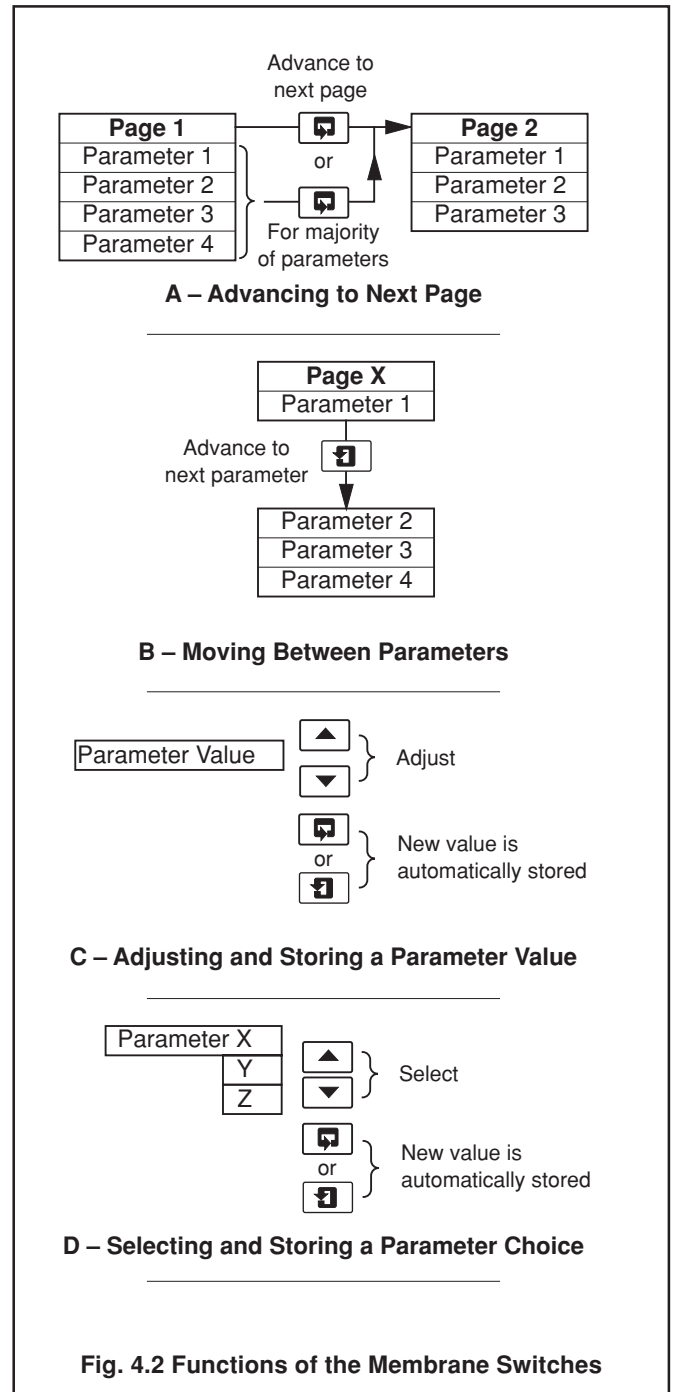 Advance to
next page
Page 1
Parameter 1
Parameter 2
Parameter 3
Parameter 4
or
For majority
of parameters
Page 2
Parameter 1
Parameter 2
Parameter 3
A – Advancing to Next Page
Page X
Parameter 1
Advance to
next parameter
Parameter 2
Parameter 3
Parameter 4
B – Moving Between Parameters
Parameter Value
Adjust
or
New value is
automatically stored
C – Adjusting and Storing a Parameter Value
Parameter X
Y
Z
Select
or
New value is
automatically stored
D – Selecting and Storing a Parameter Choice
Fig. 4.2 Functions of the Membrane Switches